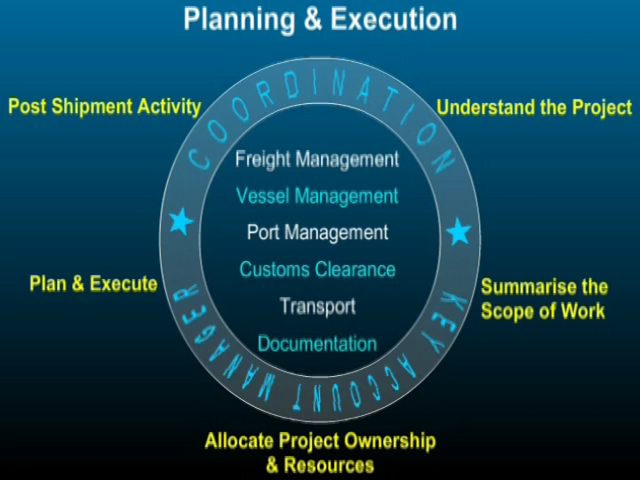 Planning & Execution
Post Shipment Activity
Understand the Project
COORDINATION
Freight Management
Vessel Management
Port Management
Customs Clearance
Transport
Documentation
Plan & Execute
Summarise the
Scope of Work
KEY ACCOUNT MANAGER
Allocate Project Ownership
& Resources